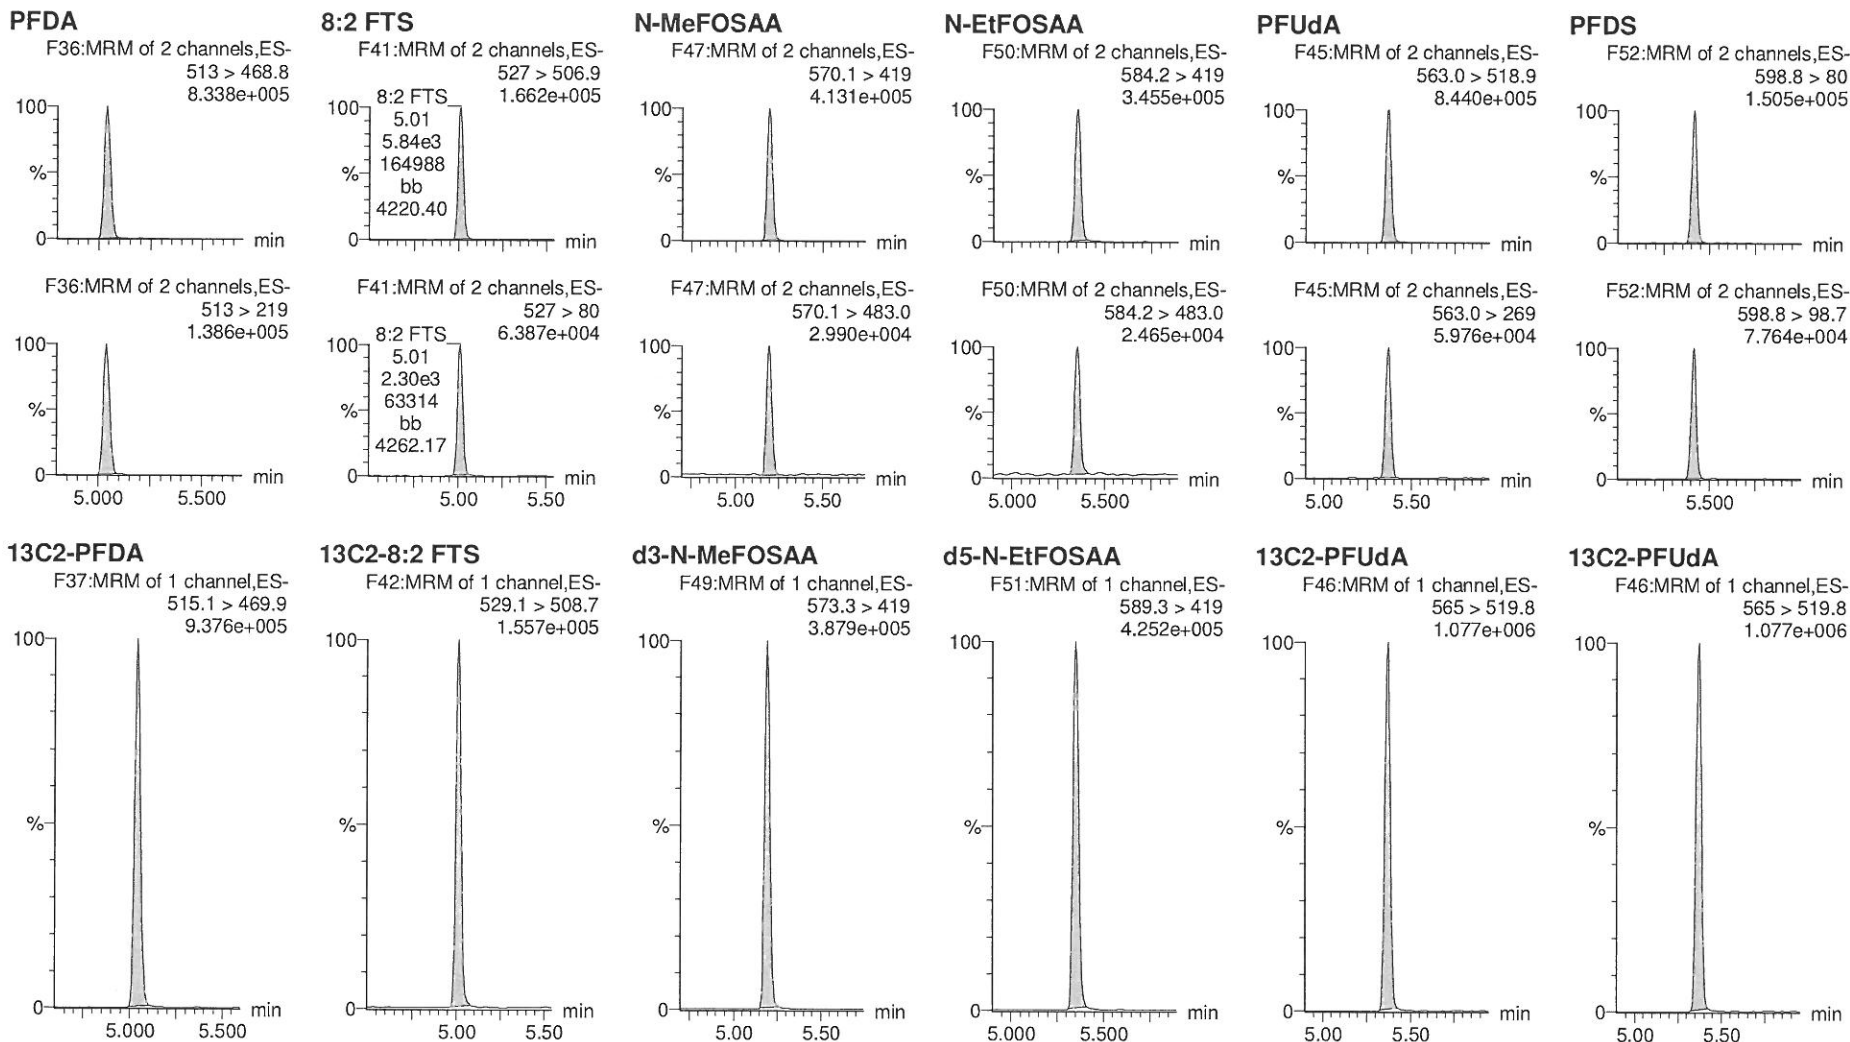 PFDA
F36:MRM of 2 channels,ES-
513 > 468.8
8.338e+005
100
%
0
min
8:2 FTS
F41:MRM of 2 channels,ES-
527 > 506.9
1.662e+005
100
8:2 FTS
5.01
5.84e3
164988
bb
4220.40
%
0
min
N-MeFOSAA
F47:MRM of 2 channels,ES-
570.1 > 419
4.131e+005
100
%
0
min
N-EtFOSAA
F50:MRM of 2 channels,ES-
584.2 > 419
3.455e+005
100
%
0
min
PFUdA
F45:MRM of 2 channels,ES-
563.0 > 518.9
8.440e+005
100
%
0
min
PFDS
F52:MRM of 2 channels,ES-
598.8 > 80
1.505e+005
100
%
0
min
F36:MRM of 2 channels,ES-
513 > 219
1.386e+005
100
%
0
min
5.000 5.500
F41:MRM of 2 channels,ES-
527 > 80
6.387e+004
100
8:2 FTS
5.01
2.30e3
63314
bb
4262.17
%
0
min
5.00 5.50
F47:MRM of 2 channels,ES-
570.1 > 483.0
2.990e+004
100
%
0
min
5.00 5.50
F50:MRM of 2 channels,ES-
584.2 > 483.0
2.465e+004
100
%
0
min
5.000 5.500
F45:MRM of 2 channels,ES-
563.0 > 269
5.976e+004
100
%
0
min
5.00 5.50
F52:MRM of 2 channels,ES-
598.8 > 98.7
7.764e+004
100
%
0
min
5.500
13C2-PFDA
F37:MRM of 1 channel,ES-
515.1 > 469.9
9.376e+005
100
%
0
min
5.000 5.500
13C2-8:2 FTS
F42:MRM of 1 channel,ES-
529.1 > 508.7
1.557e+005
100
%
0
min
5.00 5.50
d3-N-MeFOSAA
F49:MRM of 1 channel,ES-
573.3 > 419
3.879e+005
100
%
0
min
5.00 5.50
d5-N-EtFOSAA
F51:MRM of 1 channel,ES-
589.3 > 419
4.252e+005
100
%
0
min
5.000 5.500
13C2-PFUdA
F46:MRM of 1 channel,ES-
565 > 519.8
1.077e+006
100
%
0
min
5.00 5.50
13C2-PFUdA
F46:MRM of 1 channel,ES-
565 > 519.8
1.077e+006
100
%
0
min
5.00 5.50